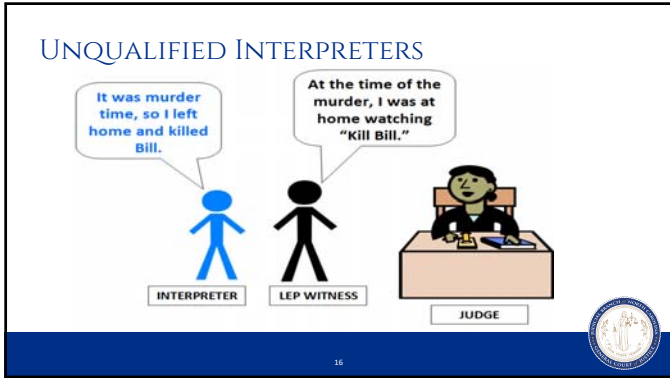 UNQUALIFIED INTERPRETERS
It was murder
time, so I left
home and killed
Bill.
At the time of the
murder, I was at
home watching
"Kill Bill."
INTERPRETER
LEP WITNESS
JUDGE
16